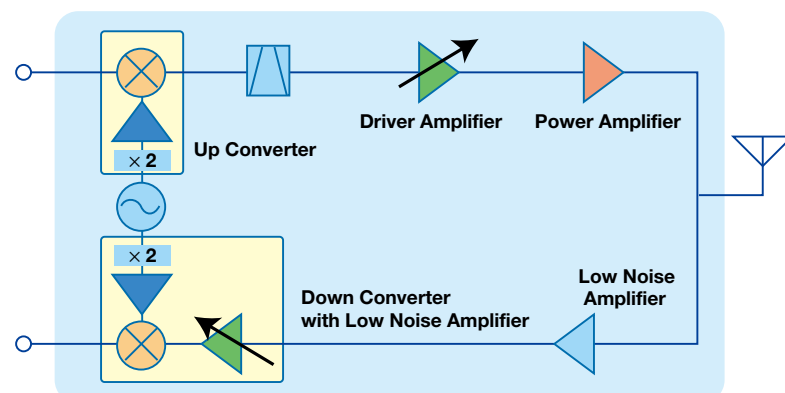 Driver Amplifier
Power Amplifier
Up Converter
× 2
× 2
Down Converter
with Low Noise Amplifier
Low Noise
Amplifier